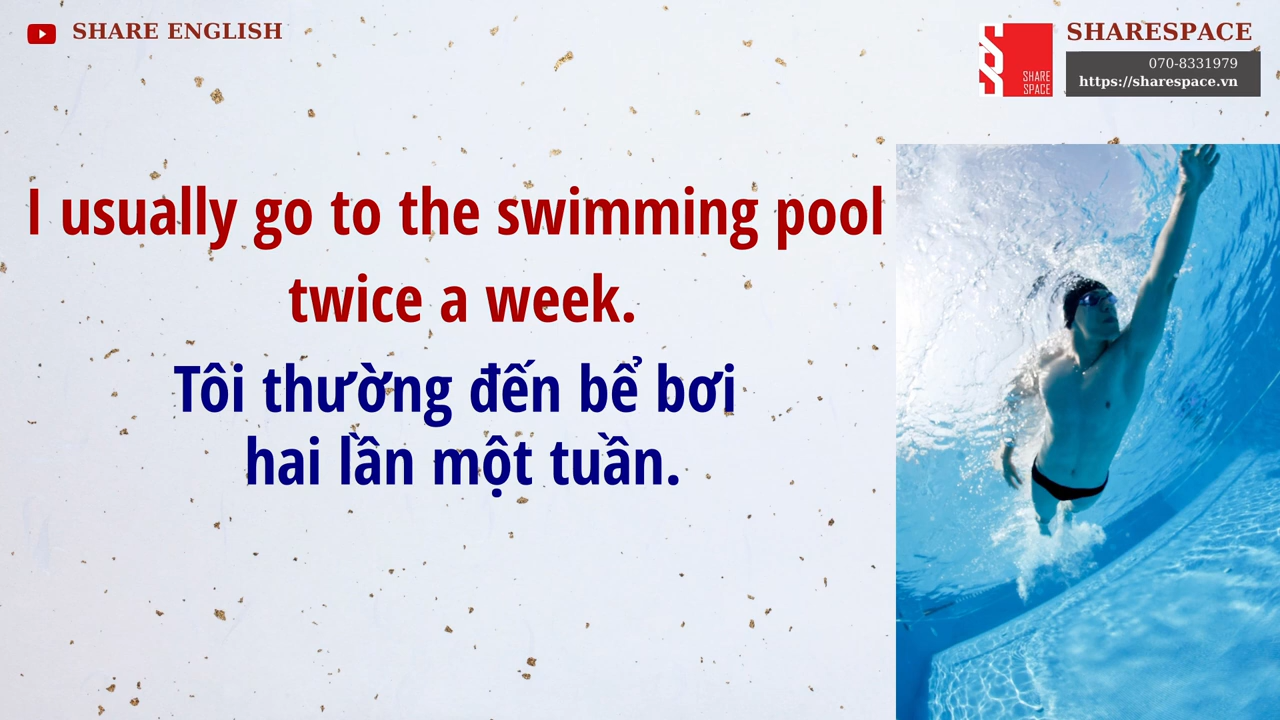 SHARE ENGLISH
SHARESPACE
070-8331979
https://sharespace.vn
SHARE
SPACE
I usually go to the swimming pool
twice a week.
Tôi thường đến bể bơi
hai lần một tuần.